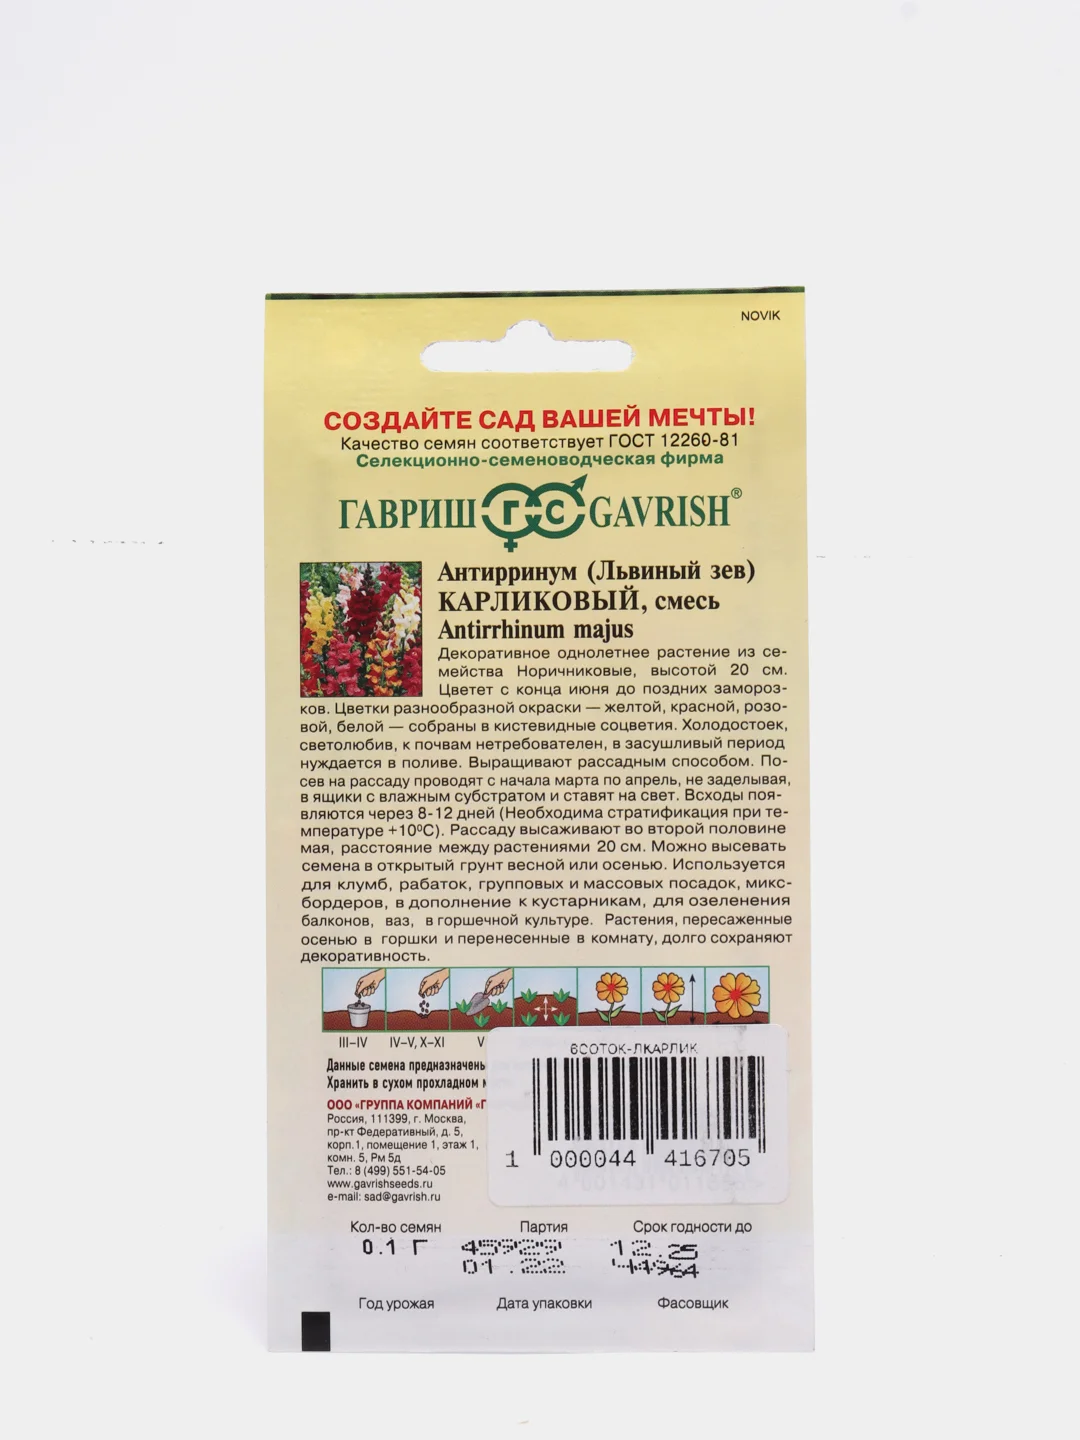 NOVIK
СОЗДАЙТЕ САД ВАШЕЙ МЕЧТЫ!
Качество семян соответствует ГОСТ 12260-81
Селекционно-семеноводческая фирма
ГАВРИШ ГС GAVRISH®
Антирринум (Львиный зев)
КАРЛИКОВЫЙ, смесь
Antirrhinum majus
Декоративное однолетнее растение из се-
мейства Норичниковые, высотой 20 см.
Цветет с конца июня до поздних замороз-
ков. Цветки разнообразной окраски — желтой, красной, розо-
вой, белой — собраны в кистевидные соцветия. Холодостоек,
светолюбив, к почвам нетребователен, в засушливый период
нуждается в поливе. Выращивают рассадным способом. По-
сев на рассаду проводят с начала марта по апрель, не заделывая,
в ящики с влажным субстратом и ставят на свет. Всходы поя-
вляются через 8-12 дней (Необходима стратификация при те-
мпературе +10⁰С). Рассаду высаживают во второй половине
мая, расстояние между растениями 20 см. Можно высевать
семена в открытый грунт весной или осенью. Используется
для клумб, рабаток, групповых и массовых посадок, микс-
бордеров, в дополнение к кустарникам, для озеленения
балконов, ваз, в горшечной культуре. Растения, пересаженные
осенью в горшки и перенесенные в комнату, долго сохраняют
декоративность.
III–IV IV–V, X–XI V
Данные семена предназначены
Хранить в сухом прохладном
ООО «ГРУППА КОМПАНИЙ «Г
Россия, 111399, г. Москва,
пр-кт Федеративный, д. 5,
корп.1, помещение 1, этаж 1,
комн. 5, Рм 5д
Тел.: 8 (499) 551-54-05
www.gavrishseeds.ru
e-mail: sad@gavrish.ru
6СОТОК-ЛКАРЛИК
1 000044 416705
Кол-во семян Партия Срок годности до
0.1 Г 45929 12.25
01.22 44964
Год урожая Дата упаковки Фасовщик